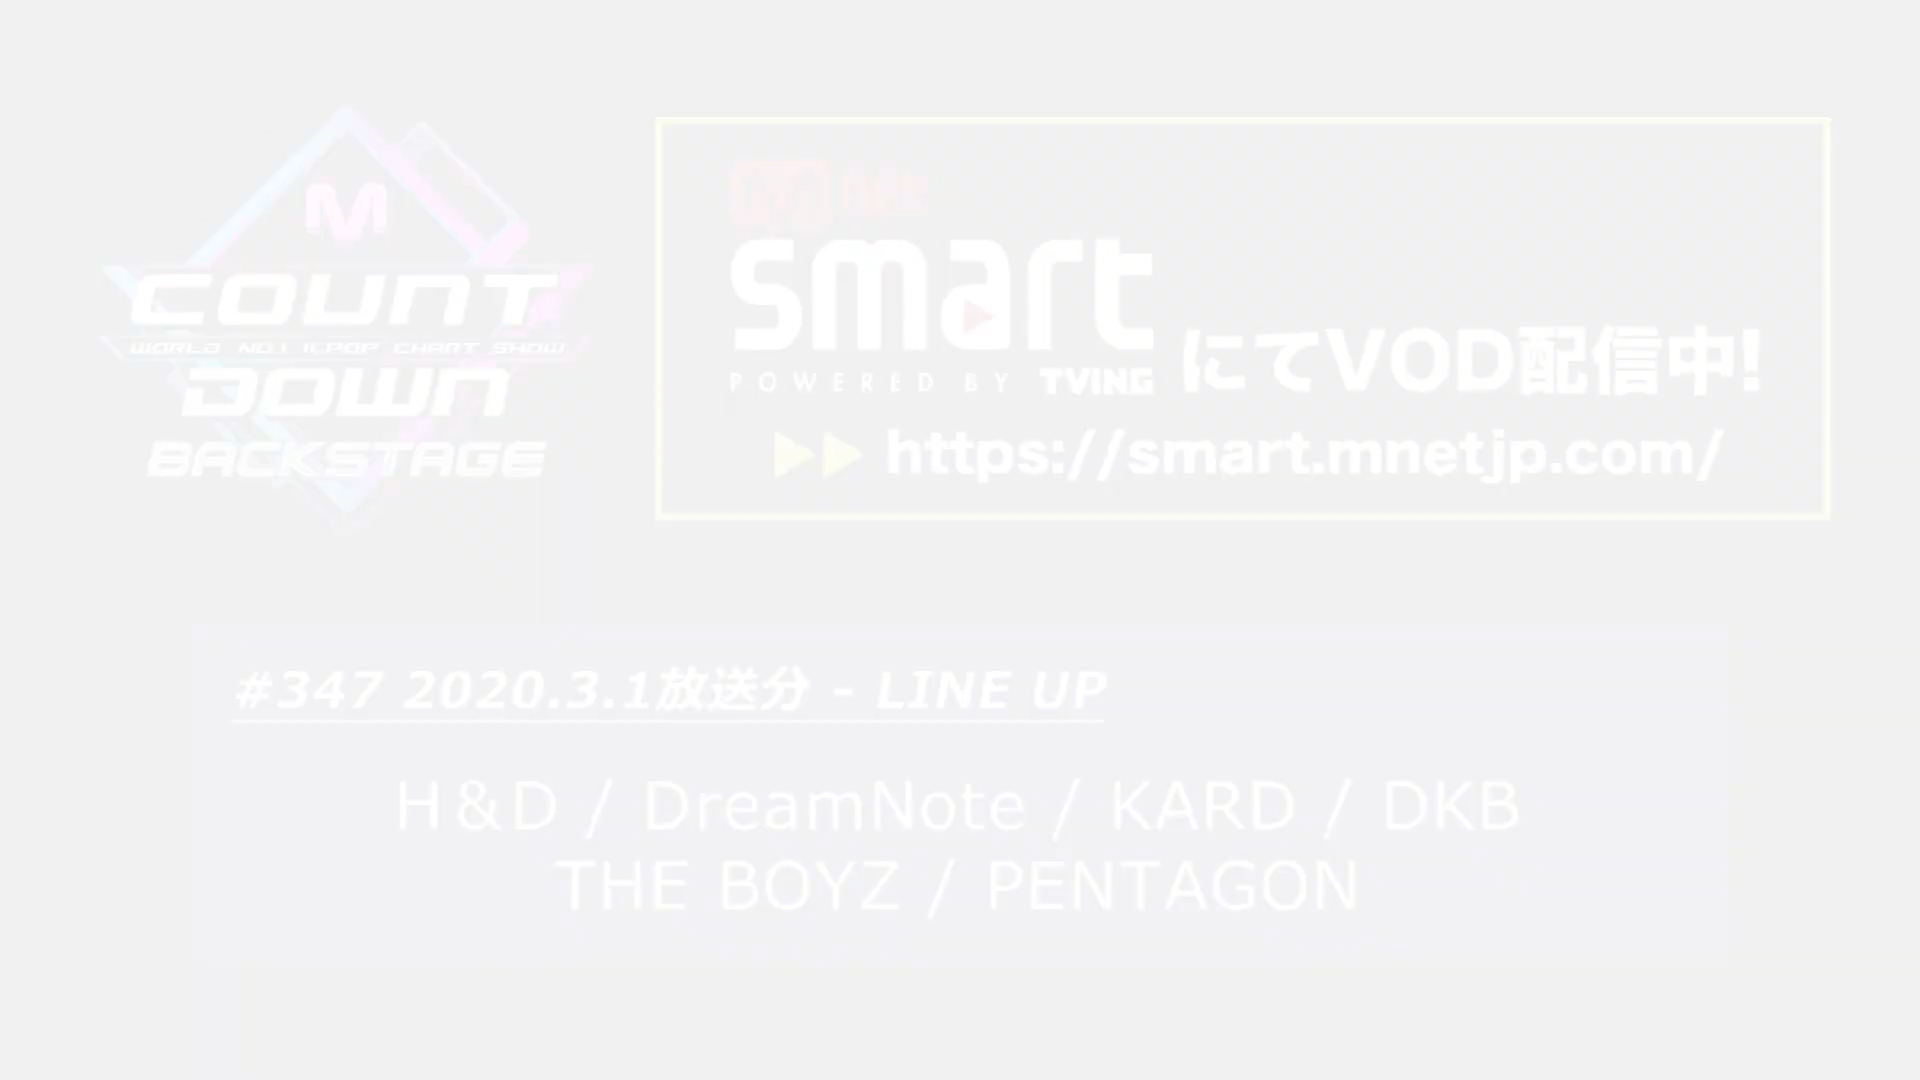 M
COUNT
WORLD NO.1 KPOP CHART SHOW
DOWN
BACKSTAGE
smart
POWERED BY TVING
にてVOD配信中!
https://smart.mnetjp.com/
#347 2020.3.1放送分 - LINE UP
H&D / DreamNote / KARD / DKB
THE BOYZ / PENTAGON